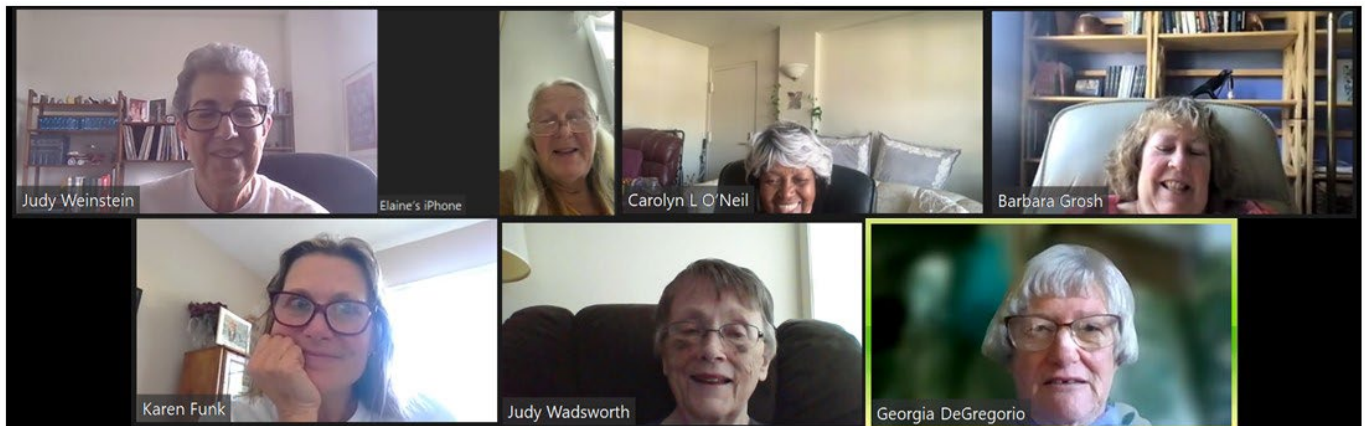 Judy Weinstein
Elaine's iPhone
Carolyn L O'Neil
Barbara Grosh
Karen Funk
Judy Wadsworth
Georgia DeGregorio